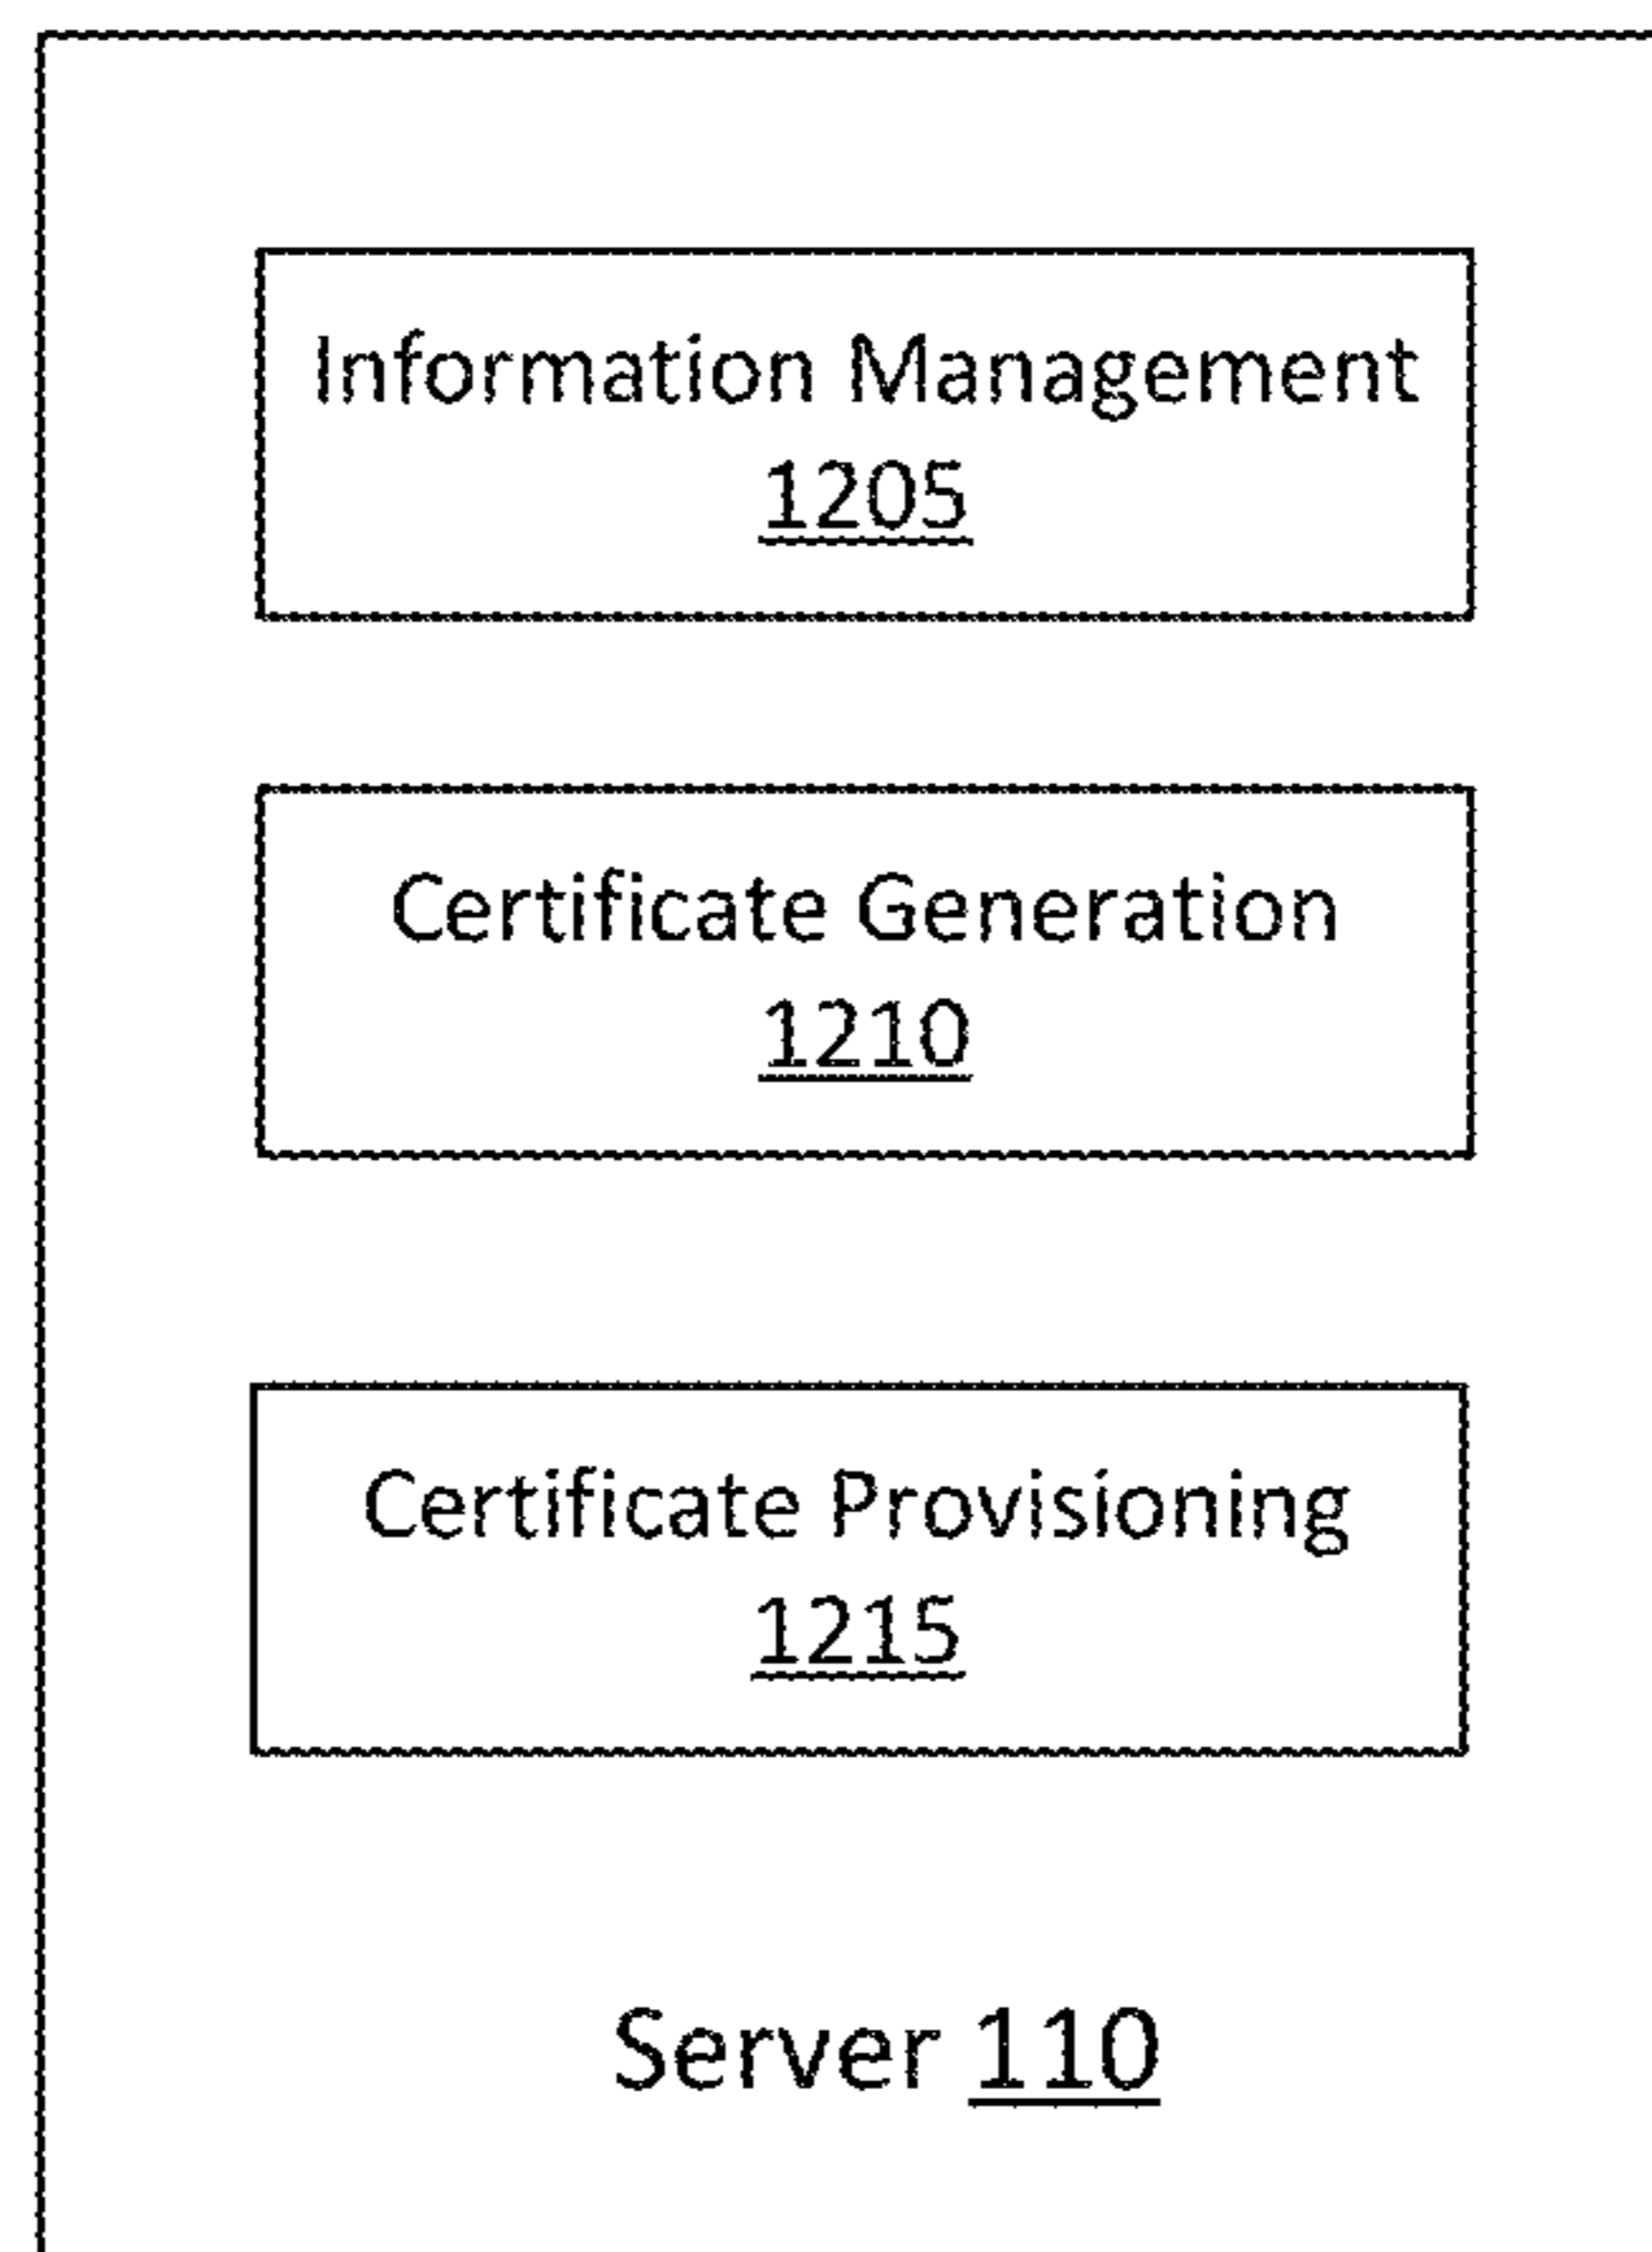 Information Management
1205
Certificate Generation
1210
Certificate Provisioning
1215
Server 110